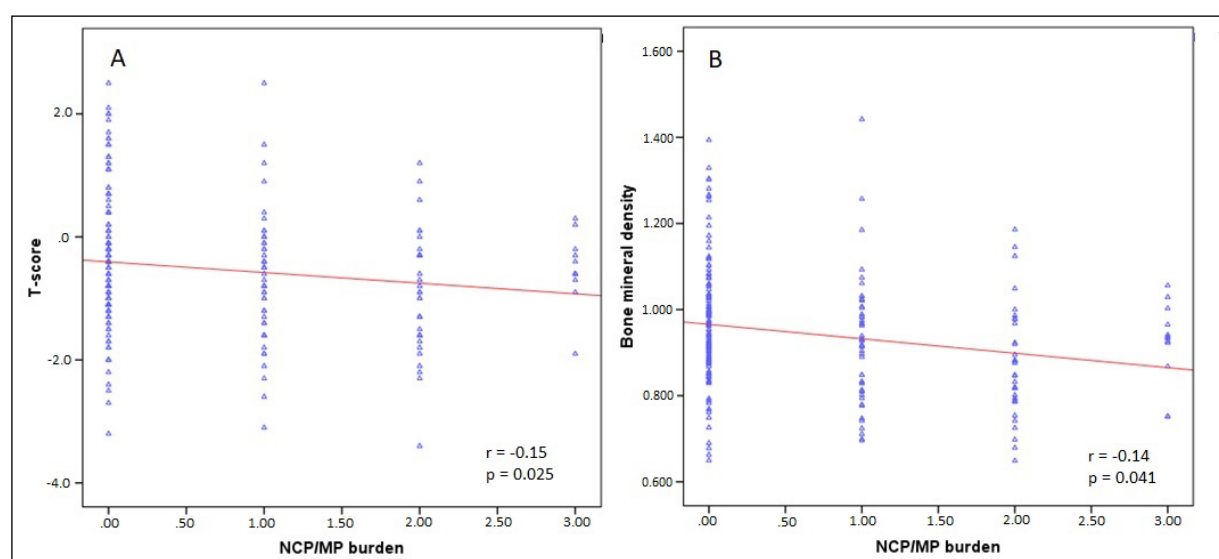 A
T-score
2.0
.0
-2.0
-4.0
r = -0.15
p = 0.025
.00 .50 1.00 1.50 2.00 2.50 3.00
NCP/MP burden
B
Bone mineral density
1.600
1.400
1.200
1.000
0.800
0.600
r = -0.14
p = 0.041
.00 .50 1.00 1.50 2.00 2.50 3.00
NCP/MP burden